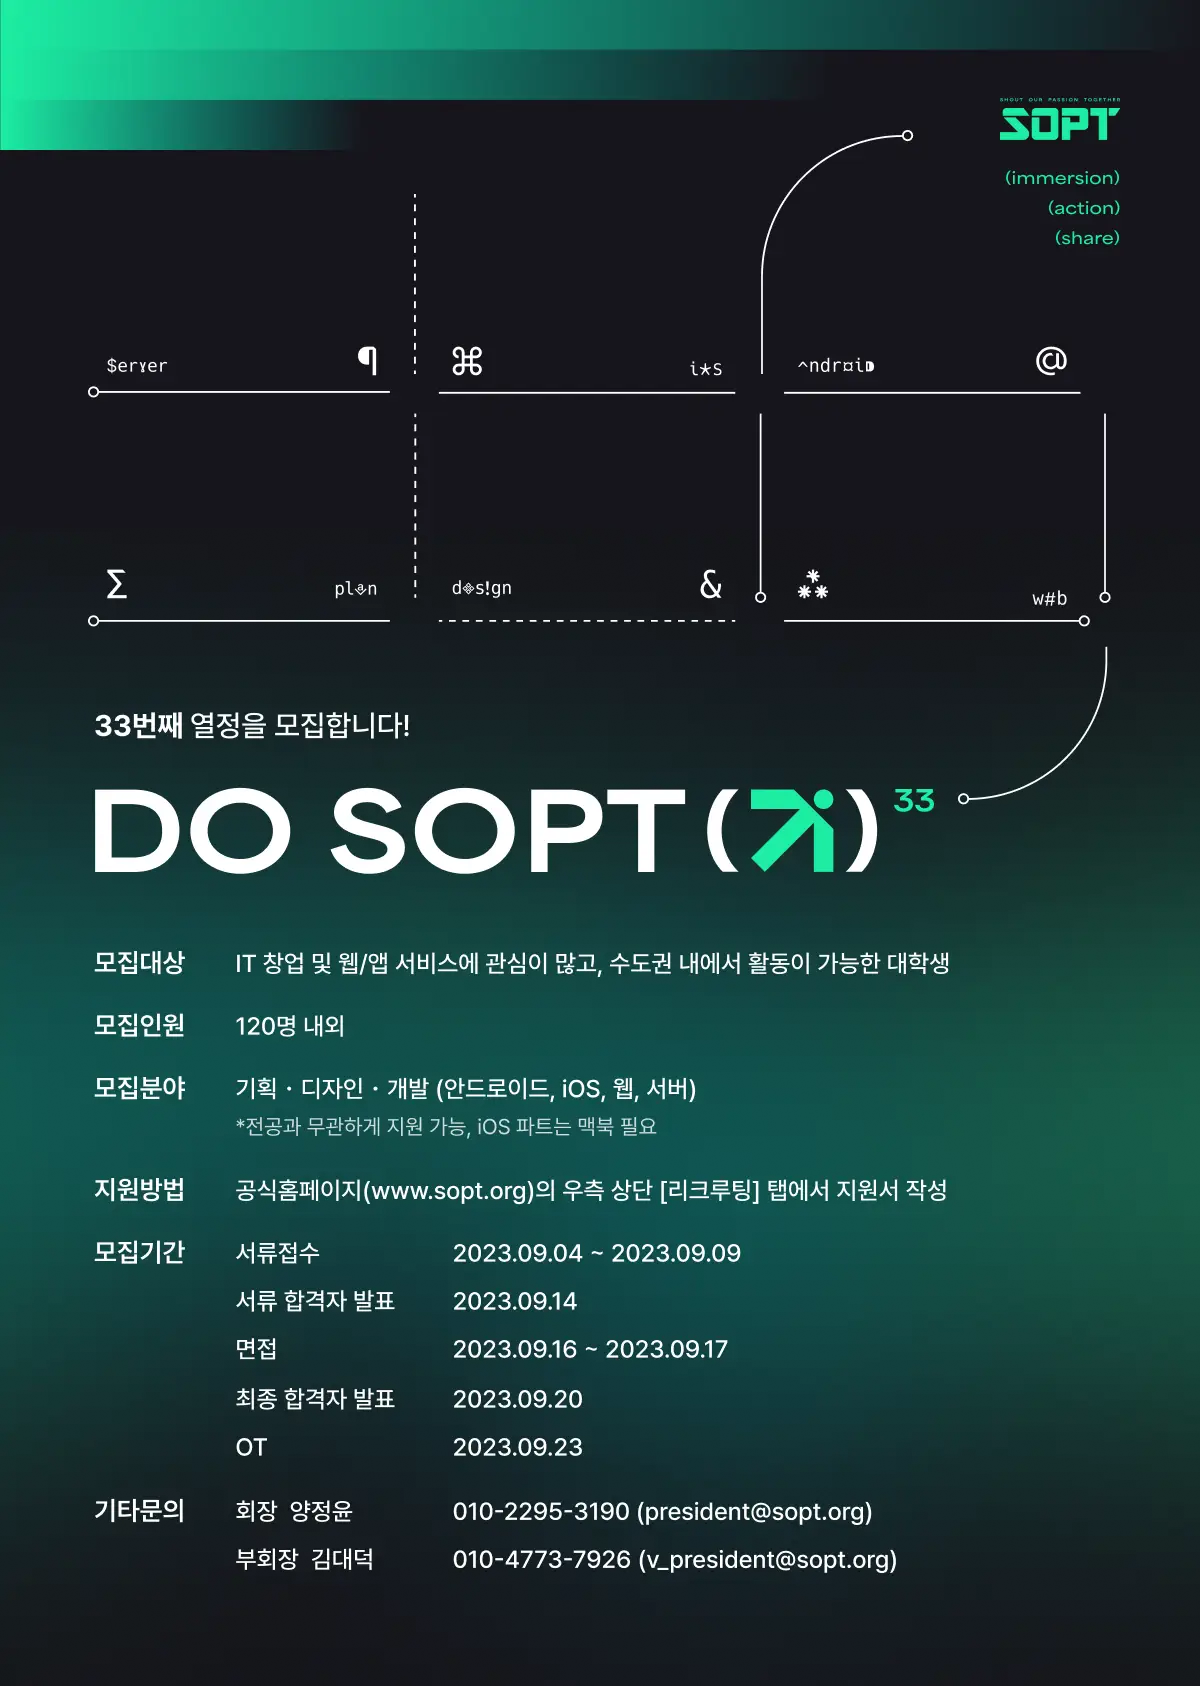 SHOUT OUR PASSION TOGETHER
SOPT
(immersion)
(action)
(share)
$erɤer ¶
⌘ i*S
^ndr¤i◗ @
Σ pl⎀n
d⟐s!gn &
⁂ w#b
33번째 열정을 모집합니다!
DO SOPT( ) 33
모집대상 IT 창업 및 웹/앱 서비스에 관심이 많고, 수도권 내에서 활동이 가능한 대학생
모집인원 120명 내외
모집분야 기획 · 디자인 · 개발 (안드로이드, iOS, 웹, 서버)
*전공과 무관하게 지원 가능, iOS 파트는 맥북 필요
지원방법 공식홈페이지(www.sopt.org)의 우측 상단 [리크루팅] 탭에서 지원서 작성
모집기간 서류접수 2023.09.04 ~ 2023.09.09
서류 합격자 발표 2023.09.14
면접 2023.09.16 ~ 2023.09.17
최종 합격자 발표 2023.09.20
OT 2023.09.23
기타문의 회장 양정윤 010-2295-3190 (president@sopt.org)
부회장 김대덕 010-4773-7926 (v_president@sopt.org)